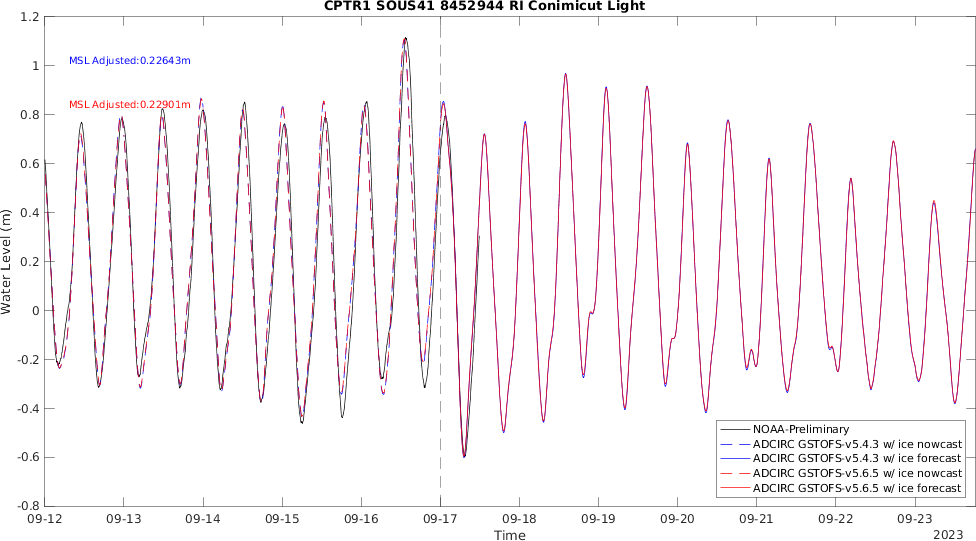 CPTR1 SOUS41 8452944 RI Conimicut Light
MSL Adjusted:0.22643m
MSL Adjusted:0.22901m
1.2
1
0.8
0.6
0.4
0.2
0
-0.2
-0.4
-0.6
-0.8
Water Level (m)
NOAA-Preliminary
ADCIRC GSTOFS-v5.4.3 w/ ice nowcast
ADCIRC GSTOFS-v5.4.3 w/ ice forecast
ADCIRC GSTOFS-v5.6.5 w/ ice nowcast
ADCIRC GSTOFS-v5.6.5 w/ ice forecast
09-12 09-13 09-14 09-15 09-16 09-17 09-18 09-19 09-20 09-21 09-22 09-23
Time
2023